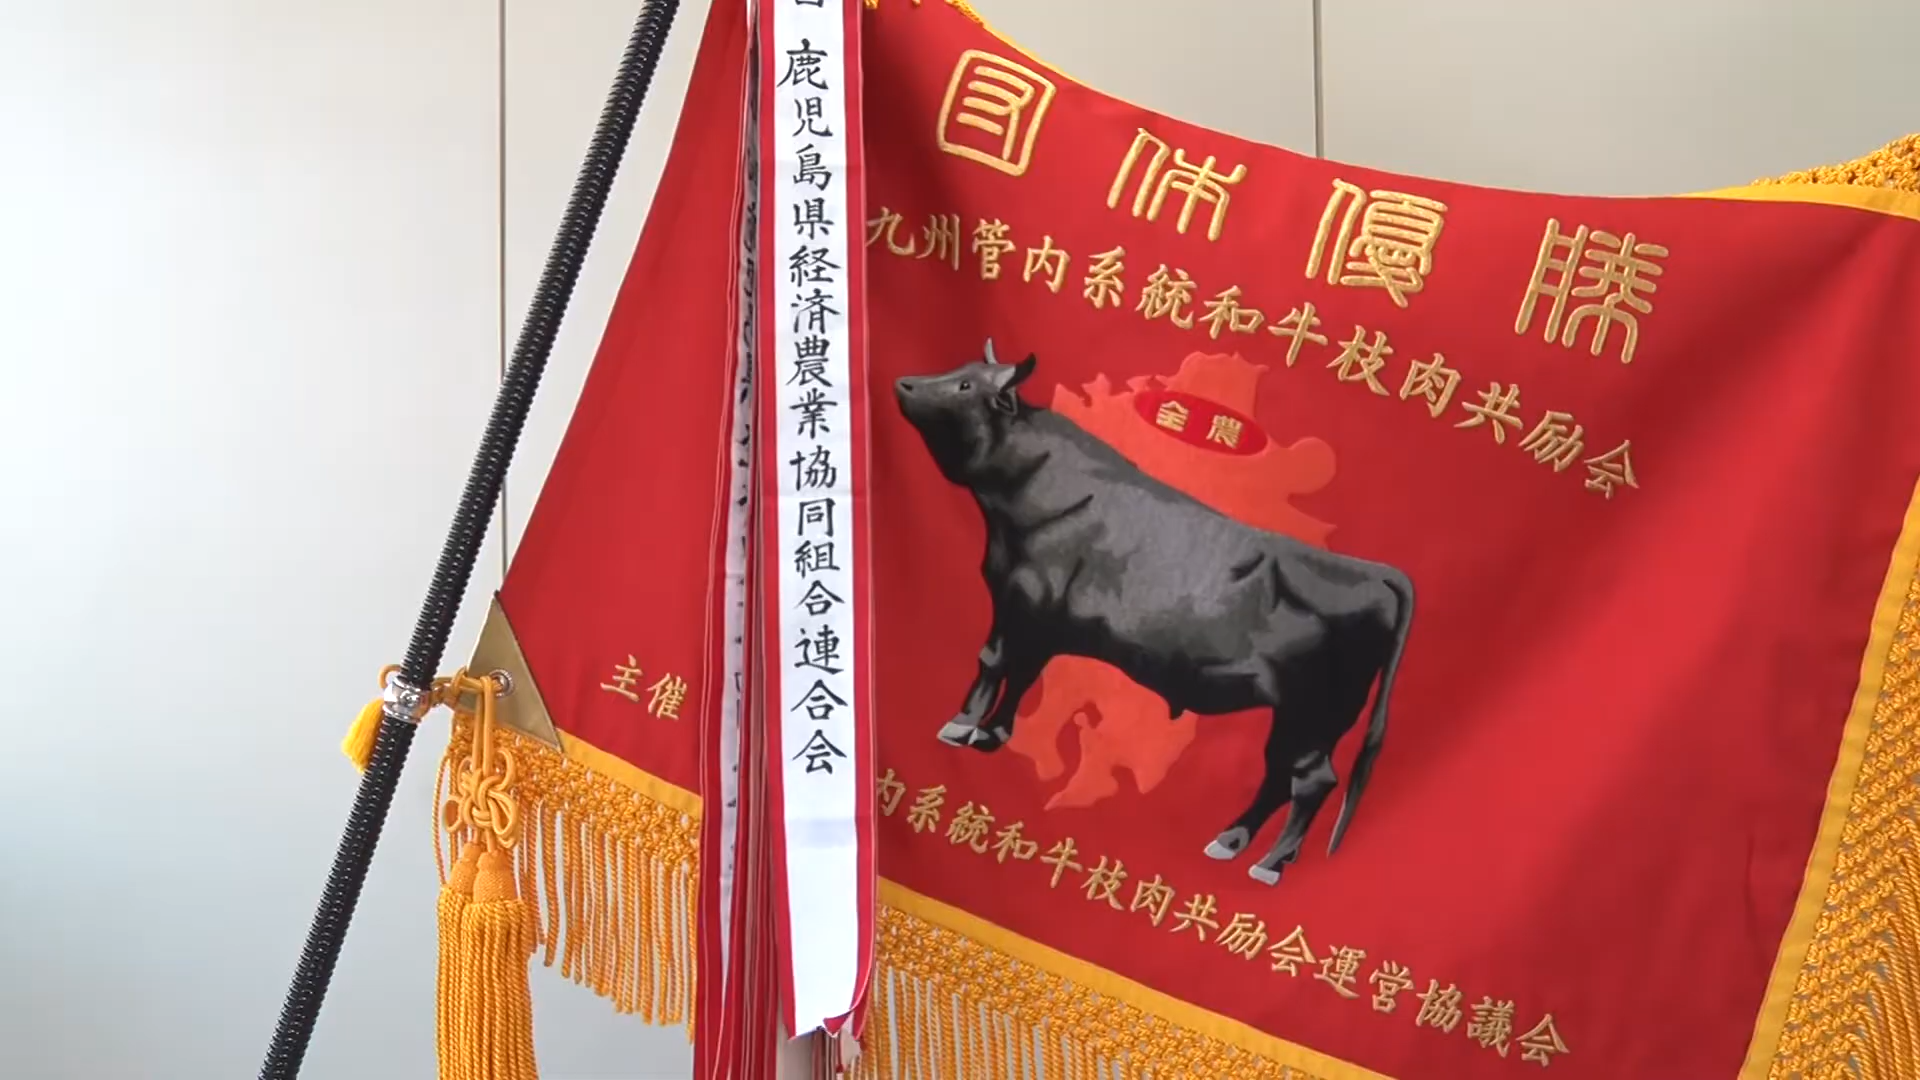 団体優勝
九州管内系統和牛枝肉共励会
全農
鹿児島県経済農業協同組合連合会
主催
内系統和牛枝肉共励会運営協議会